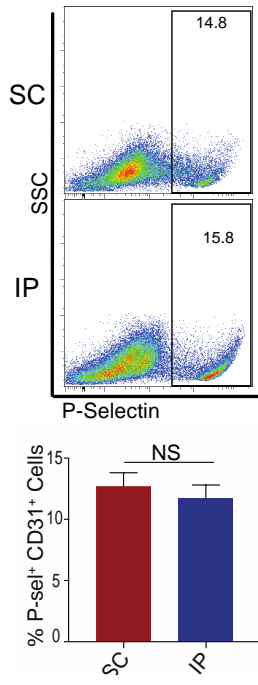 14.8
SC
SSC
15.8
IP
P-Selectin
NS
% P-sel⁺ CD31⁺ Cells
15
10
5
0
SC
IP